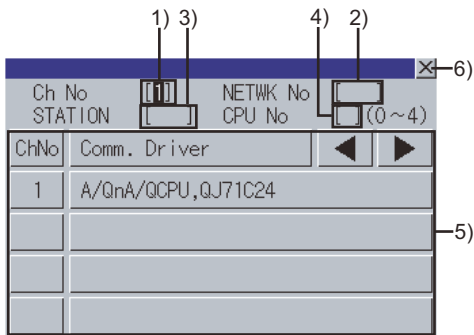 1) 3) 4) 2)
× 6)
Ch No [1] NETWK No [ ]
STATION [ ] CPU No [ ] (0~4)
ChNo Comm. Driver ◀ ▶
1 A/QnA/QCPU,QJ71C24
5)